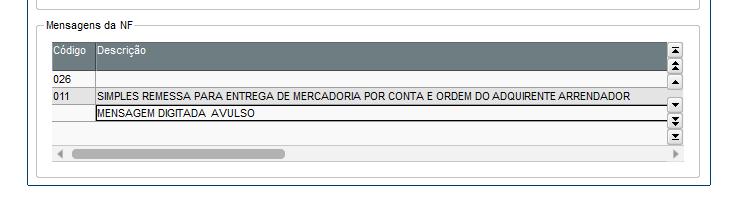 Mensagens da NF
Código Descrição
026
011 SIMPLES REMESSA PARA ENTREGA DE MERCADORIA POR CONTA E ORDEM DO ADQUIRENTE ARRENDADOR
MENSAGEM DIGITADA AVULSO